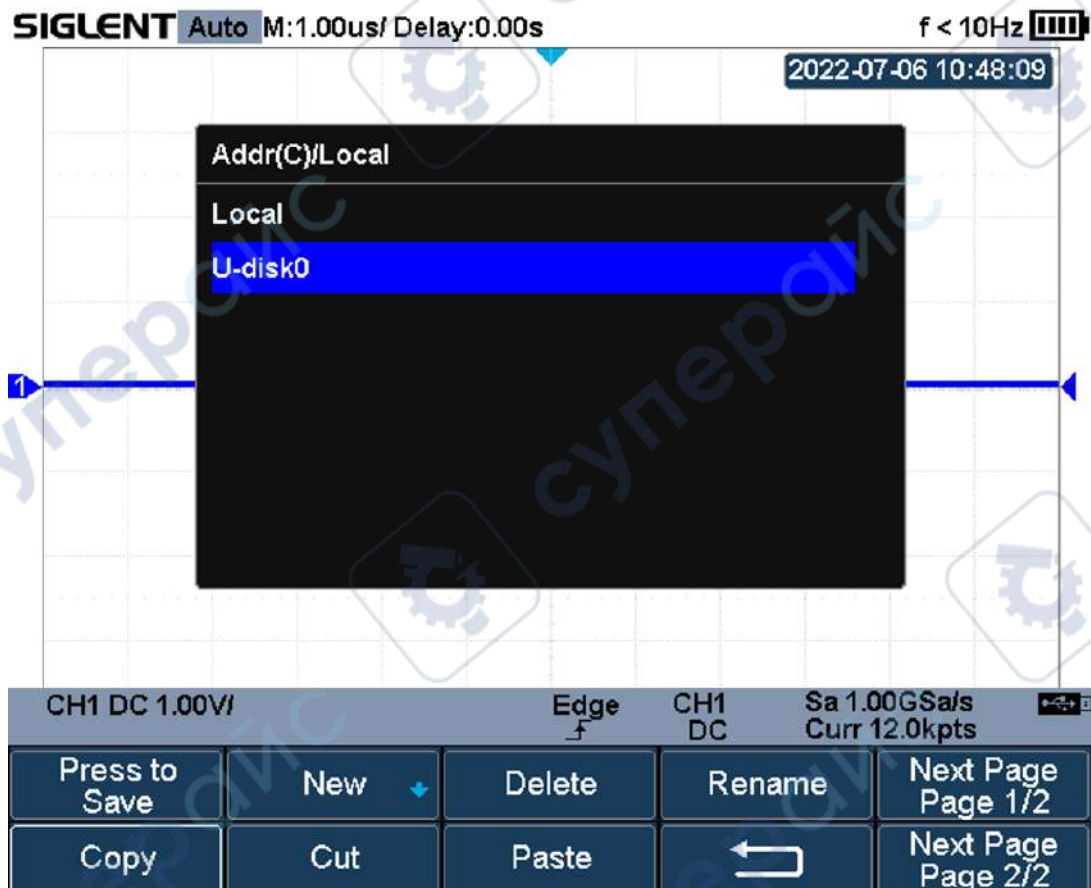 SIGLENT Auto M:1.00us/ Delay:0.00s f < 10Hz
2022-07-06 10:48:09
Addr(C)/Local
Local
U-disk0
1
CH1 DC 1.00V/ Edge CH1 DC Sa 1.00GSa/s Curr 12.0kpts
Press to Save New Delete Rename Next Page Page 1/2
Copy Cut Paste Next Page Page 2/2
суперайс
суперайс